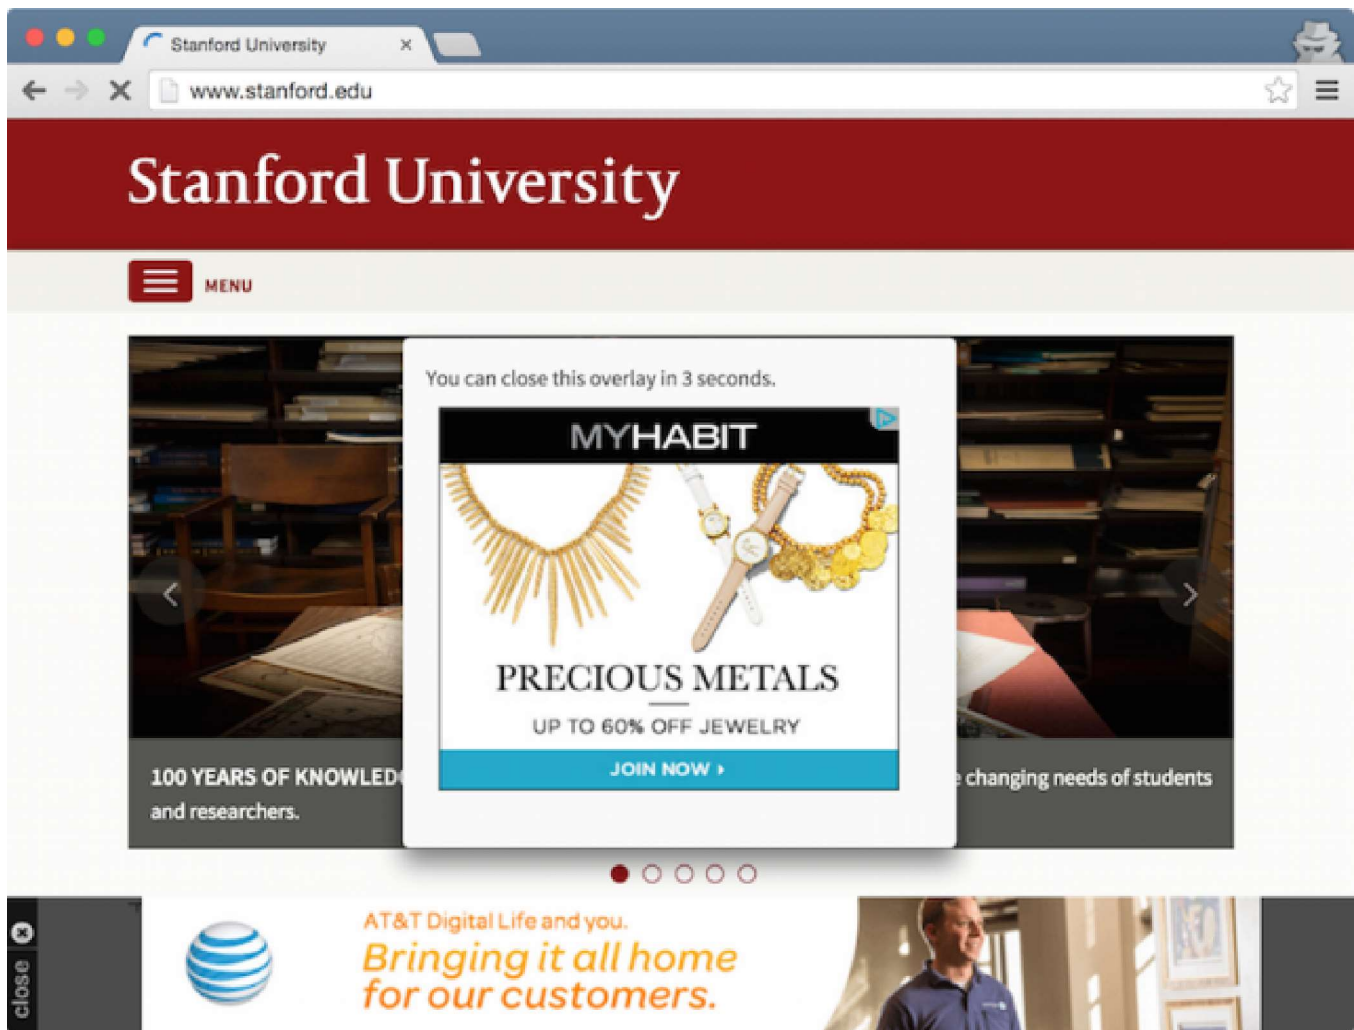 Stanford University
www.stanford.edu
Stanford University
MENU
You can close this overlay in 3 seconds.
MYHABIT
PRECIOUS METALS
UP TO 60% OFF JEWELRY
JOIN NOW
100 YEARS OF KNOWLED
e changing needs of students
and researchers.
close
AT&T Digital Life and you.
Bringing it all home
for our customers.